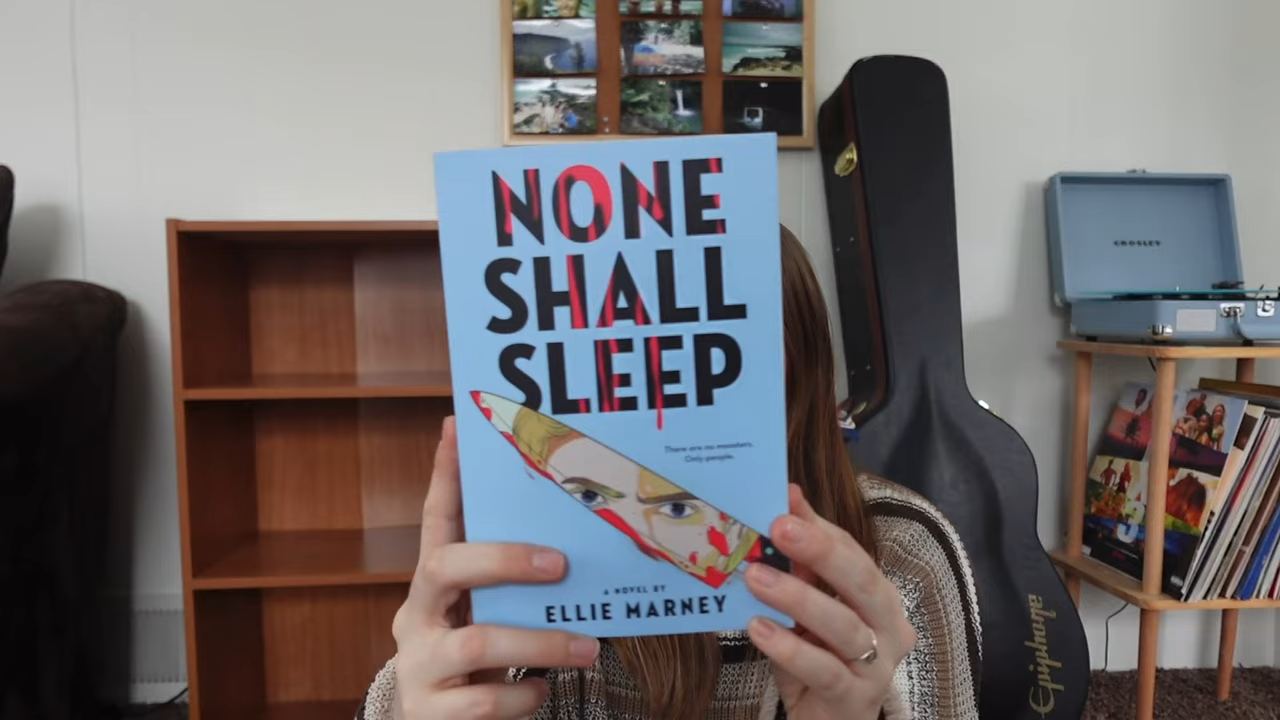 NONE
SHALL
SLEEP
There are no monsters.
Only people.
A NOVEL BY
ELLIE MARNEY
CROSLEY
Epiphone